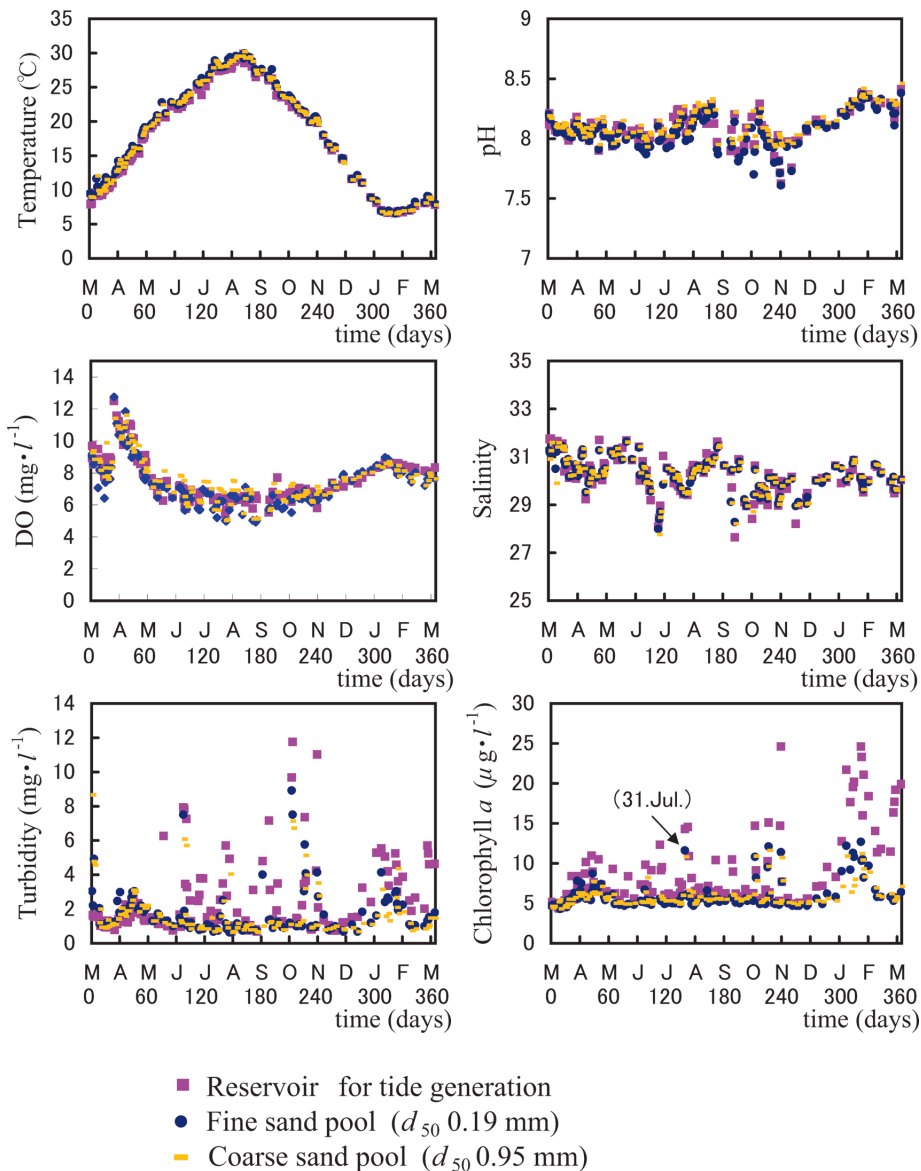 Temperature (℃)
35
30
25
20
15
10
5
0
M A M J J A S O N D J F M
0 60 120 180 240 300 360
time (days)
pH
9
8.5
8
7.5
7
M A M J J A S O N D J F M
0 60 120 180 240 300 360
time (days)
DO (mg・l⁻¹)
14
12
10
8
6
4
2
0
M A M J J A S O N D J F M
0 60 120 180 240 300 360
time (days)
Salinity
35
33
31
29
27
25
M A M J J A S O N D J F M
0 60 120 180 240 300 360
time (days)
Turbidity (mg・l⁻¹)
14
12
10
8
6
4
2
0
M A M J J A S O N D J F M
0 60 120 180 240 300 360
time (days)
Chlorophyll a (μg・l⁻¹)
30
25
20
15
10
5
0
(31.Jul.)
M A M J J A S O N D J F M
0 60 120 180 240 300 360
time (days)
Reservoir for tide generation
Fine sand pool (d50 0.19 mm)
Coarse sand pool (d50 0.95 mm)